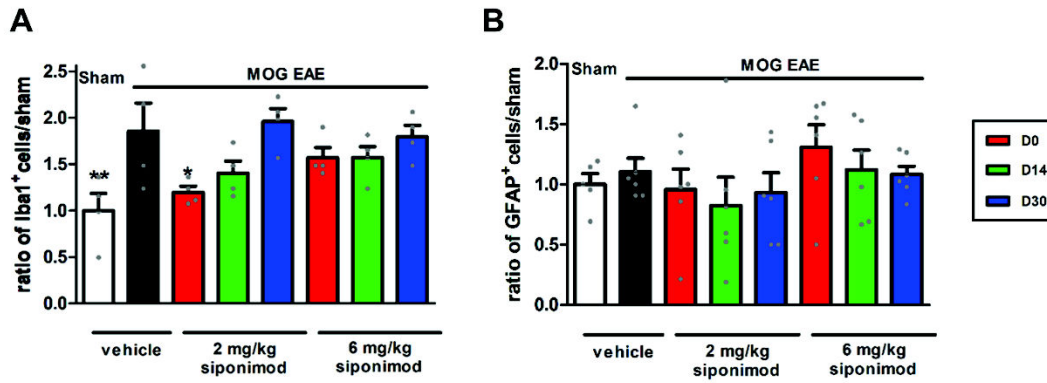 A
ratio of Iba1+ cells/sham
2.5
2.0
1.5
1.0
0.5
0.0
Sham
MOG EAE
**
*
vehicle
2 mg/kg
siponimod
6 mg/kg
siponimod
B
ratio of GFAP+ cells/sham
2.0
1.5
1.0
0.5
0.0
Sham
MOG EAE
vehicle
2 mg/kg
siponimod
6 mg/kg
siponimod
D0
D14
D30